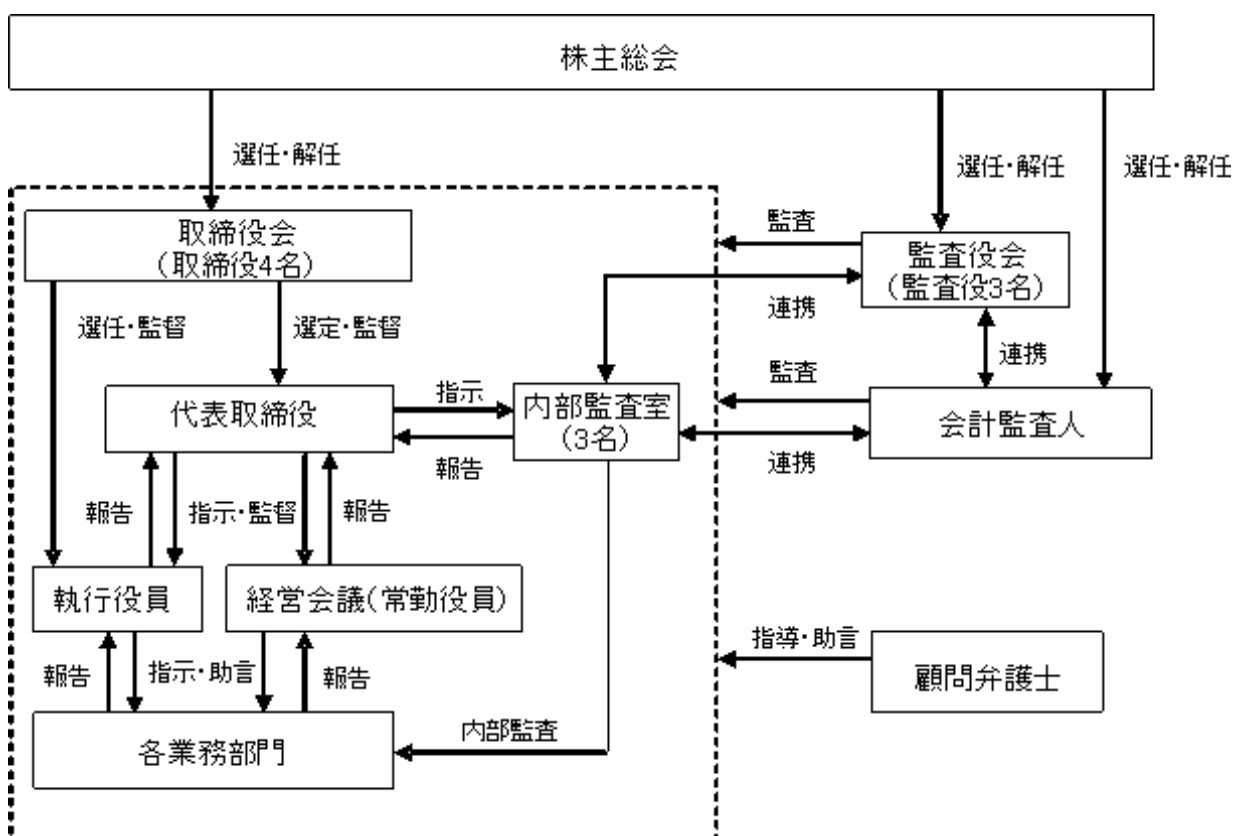 株主総会
選任・解任
選任・解任
選任・解任
取締役会
(取締役4名)
監査
監査役会
(監査役3名)
連携
選任・監督
選定・監督
連携
監査
代表取締役
指示
報告
内部監査室
(3名)
会計監査人
連携
報告
指示・監督
報告
執行役員
経営会議(常勤役員)
指導・助言
顧問弁護士
報告
指示・助言
報告
各業務部門
内部監査